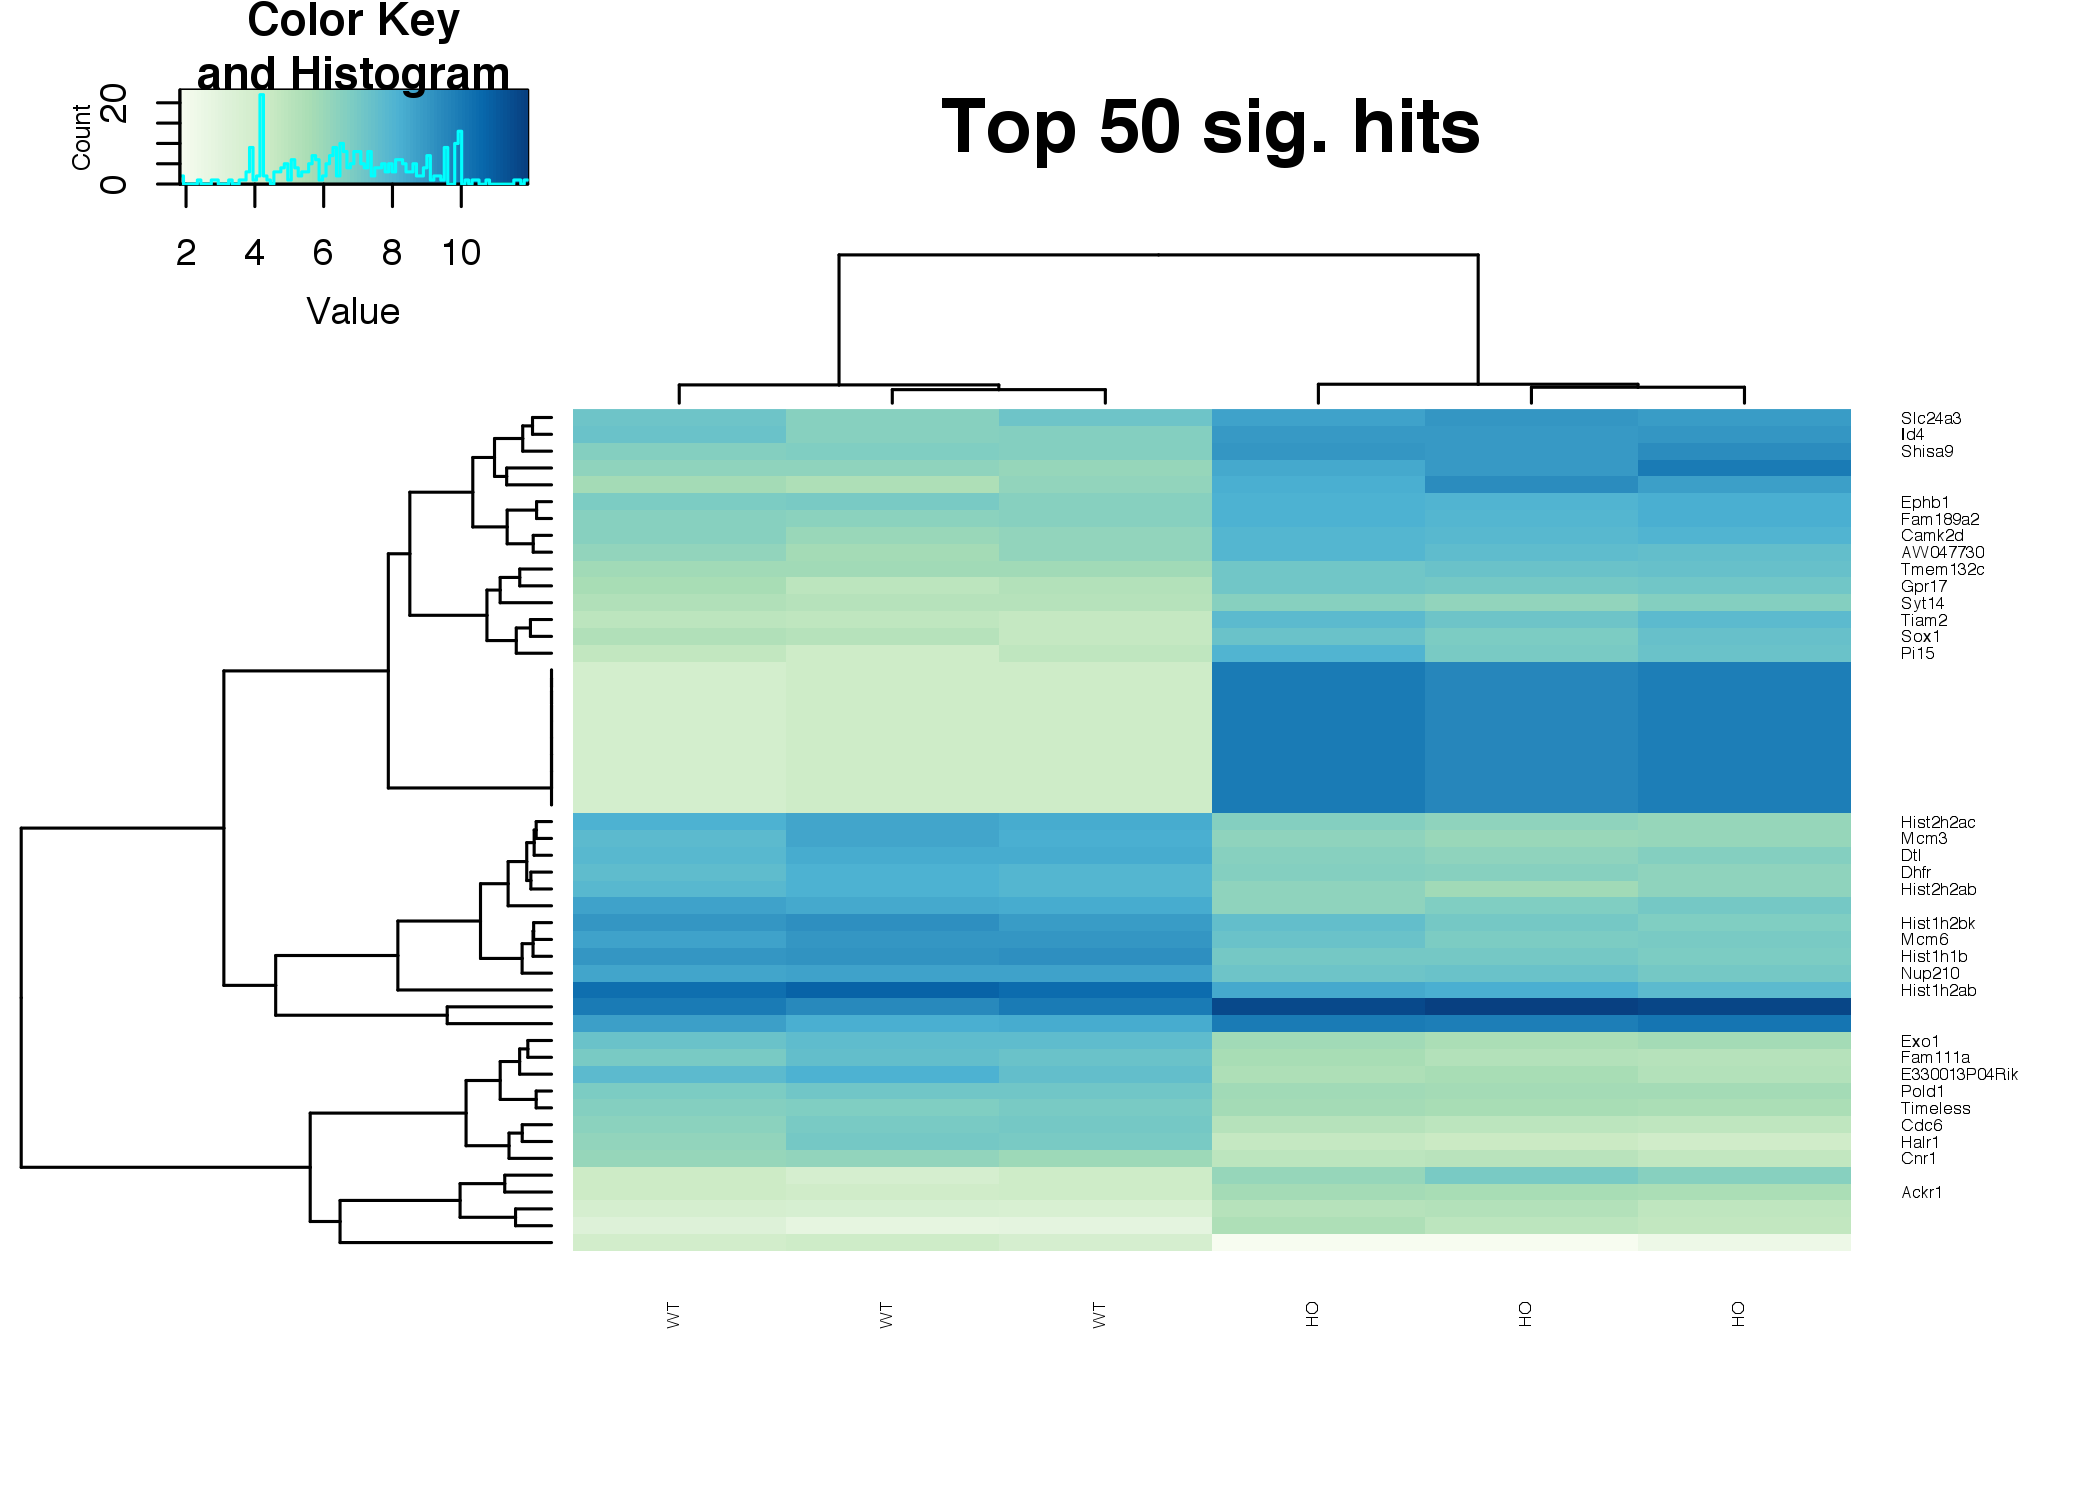 Color Key
and Histogram
Count
0 20
2 4 6 8 10
Value
Top 50 sig. hits
Slc24a3
Id4
Shisa9
Ephb1
Fam189a2
Camk2d
AW047730
Tmem132c
Gpr17
Syt14
Tiam2
Sox1
Pi15
Hist2h2ac
Mcm3
Dtl
Dhfr
Hist2h2ab
Hist1h2bk
Mcm6
Hist1h1b
Nup210
Hist1h2ab
Exo1
Fam111a
E330013P04Rik
Pold1
Timeless
Cdc6
Halr1
Cnr1
Ackr1
WT WT WT HO HO HO